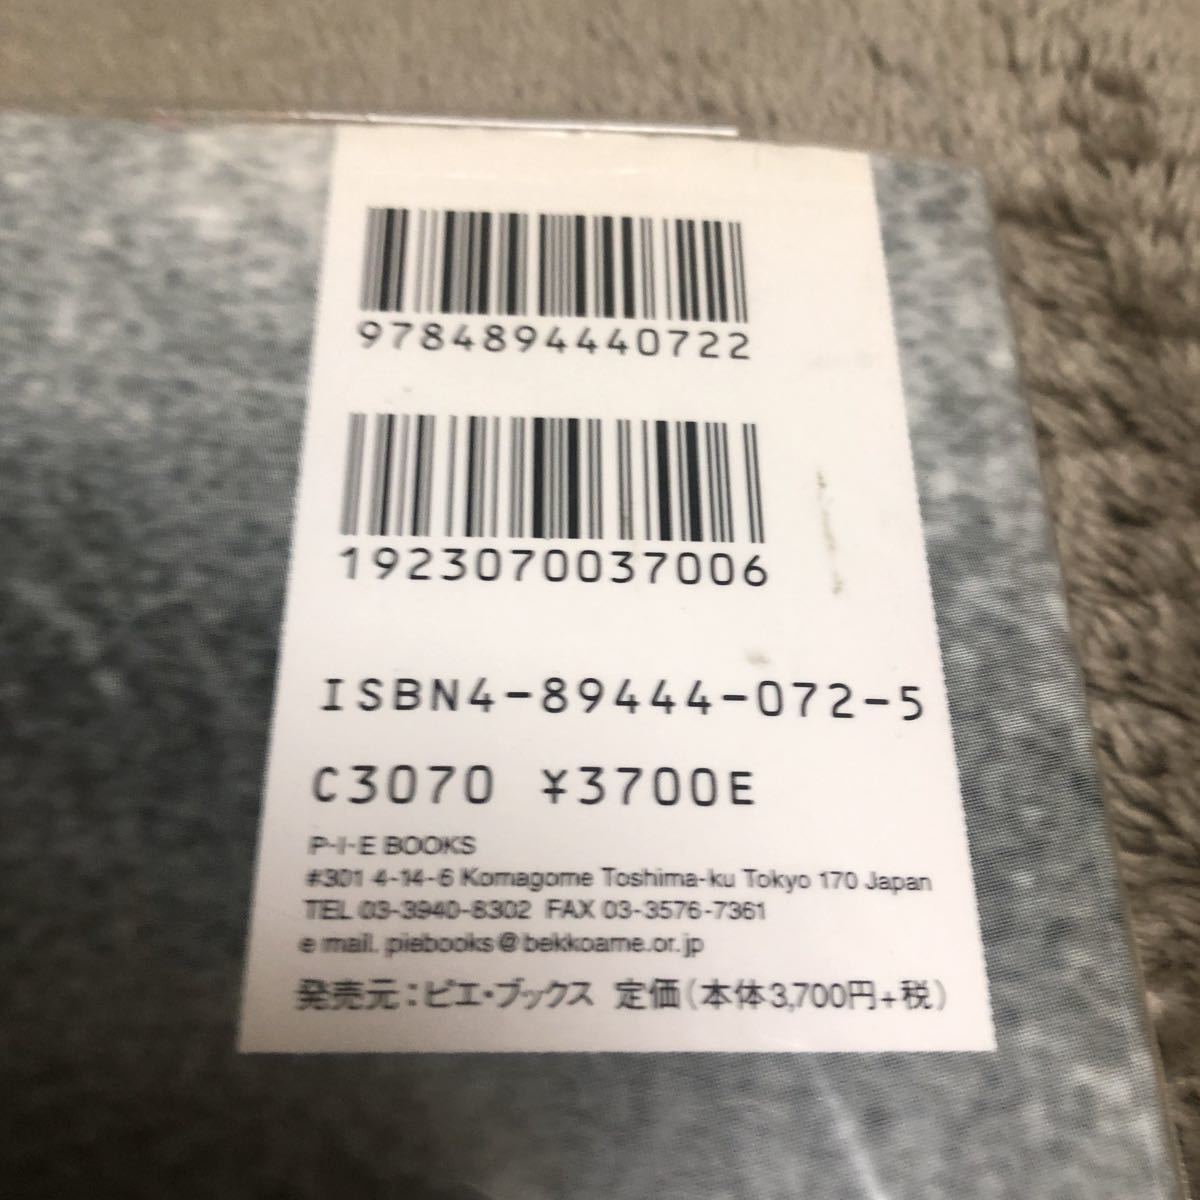 9784894440722
1923070037006
ISBN4-89444-072-5
C3070 ¥3700E
P-I-E BOOKS
#301 4-14-6 Komagome Toshima-ku Tokyo 170 Japan
TEL 03-3940-8302 FAX 03-3576-7361
e mail. piebooks@bekkoame.or.jp
発売元:ピエ・ブックス 定価(本体3,700円+税)